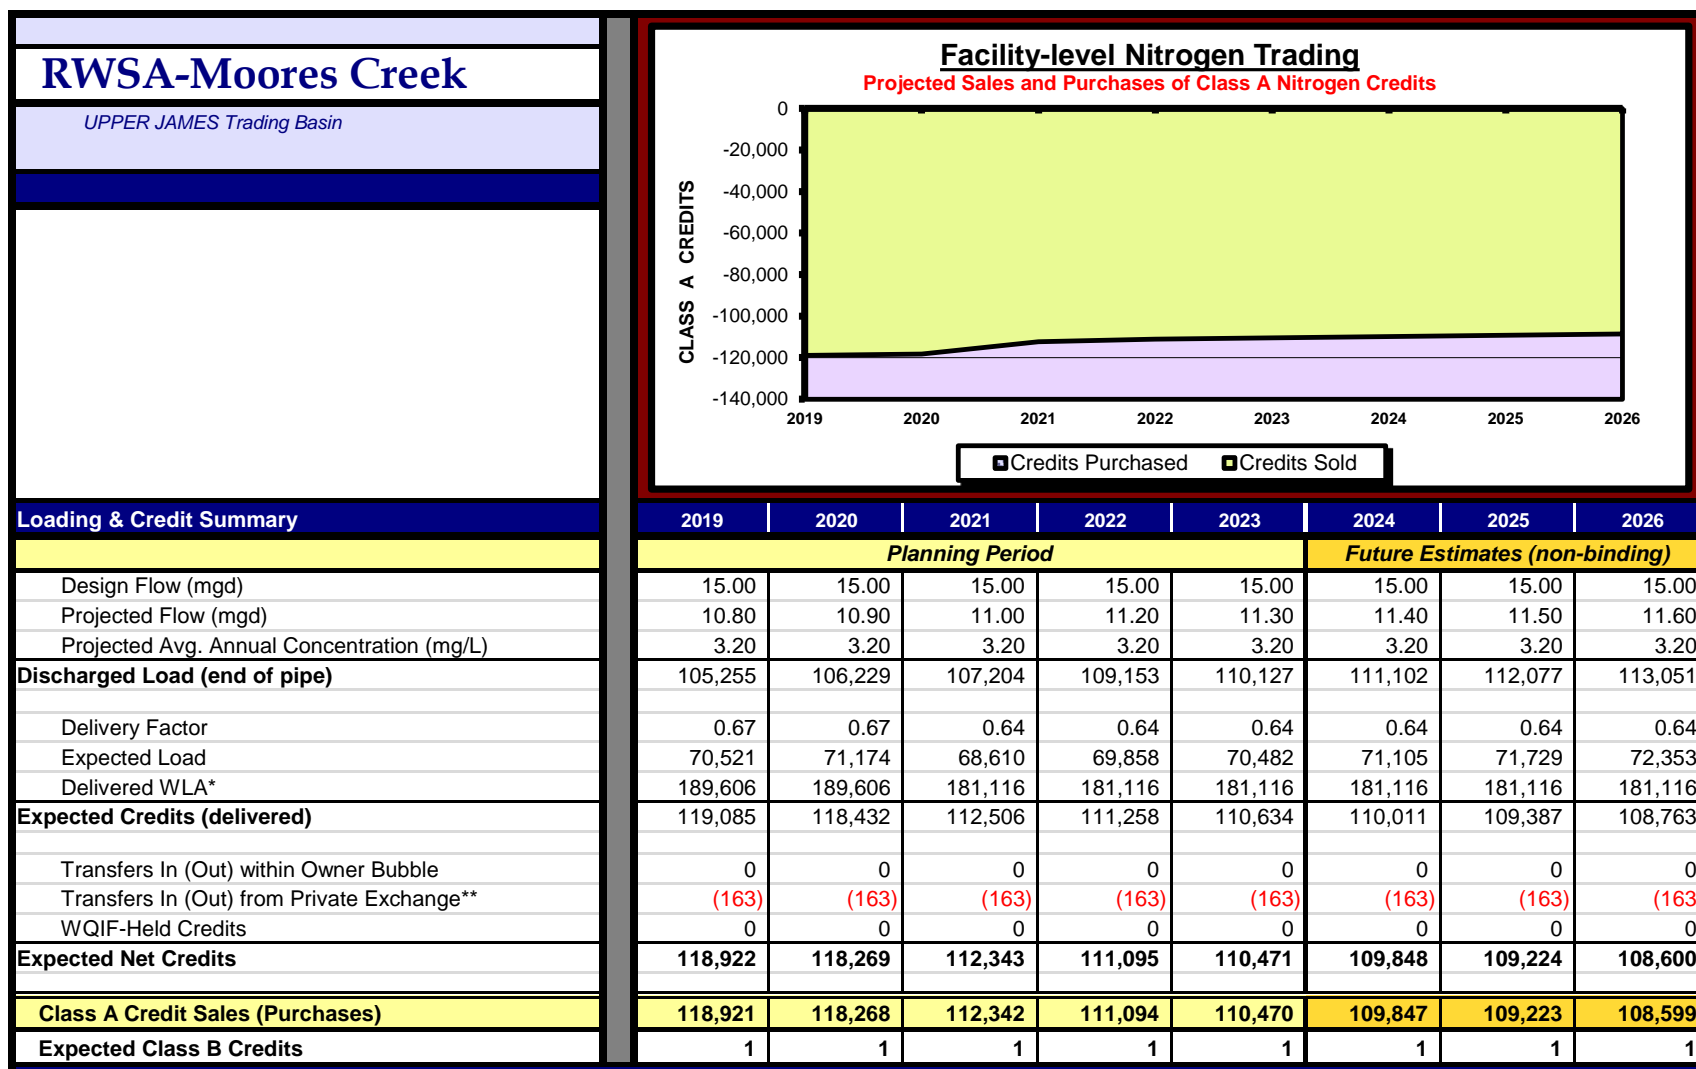 RWSA-Moores Creek
UPPER JAMES Trading Basin
Facility-level Nitrogen Trading
Projected Sales and Purchases of Class A Nitrogen Credits
CLASS A CREDITS
0
-20,000
-40,000
-60,000
-80,000
-100,000
-120,000
-140,000
2019 2020 2021 2022 2023 2024 2025 2026
Credits Purchased Credits Sold
Loading & Credit Summary 2019 2020 2021 2022 2023 2024 2025 2026
Planning Period Future Estimates (non-binding)
Design Flow (mgd) 15.00 15.00 15.00 15.00 15.00 15.00 15.00 15.00
Projected Flow (mgd) 10.80 10.90 11.00 11.20 11.30 11.40 11.50 11.60
Projected Avg. Annual Concentration (mg/L) 3.20 3.20 3.20 3.20 3.20 3.20 3.20 3.20
Discharged Load (end of pipe) 105,255 106,229 107,204 109,153 110,127 111,102 112,077 113,051
Delivery Factor 0.67 0.67 0.64 0.64 0.64 0.64 0.64 0.64
Expected Load 70,521 71,174 68,610 69,858 70,482 71,105 71,729 72,353
Delivered WLA* 189,606 189,606 181,116 181,116 181,116 181,116 181,116 181,116
Expected Credits (delivered) 119,085 118,432 112,506 111,258 110,634 110,011 109,387 108,763
Transfers In (Out) within Owner Bubble 0 0 0 0 0 0 0 0
Transfers In (Out) from Private Exchange** (163) (163) (163) (163) (163) (163) (163) (163
WQIF-Held Credits 0 0 0 0 0 0 0 0
Expected Net Credits 118,922 118,269 112,343 111,095 110,471 109,848 109,224 108,600
Class A Credit Sales (Purchases) 118,921 118,268 112,342 111,094 110,470 109,847 109,223 108,599
Expected Class B Credits 1 1 1 1 1 1 1 1